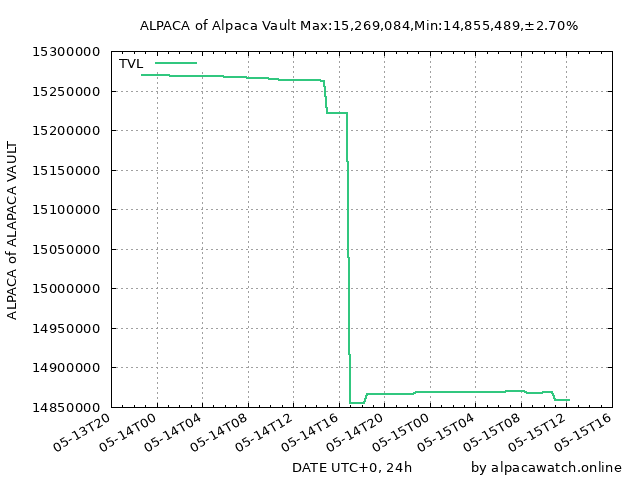 ALPACA of Alpaca Vault Max:15,269,084,Min:14,855,489,±2.70%
TVL
ALPACA of ALAPACA VAULT
15300000
15250000
15200000
15150000
15100000
15050000
15000000
14950000
14900000
14850000
05-13T20
05-14T00
05-14T04
05-14T08
05-14T12
05-14T16
05-14T20
05-15T00
05-15T04
05-15T08
05-15T12
05-15T16
DATE UTC+0, 24h
by alpacawatch.online